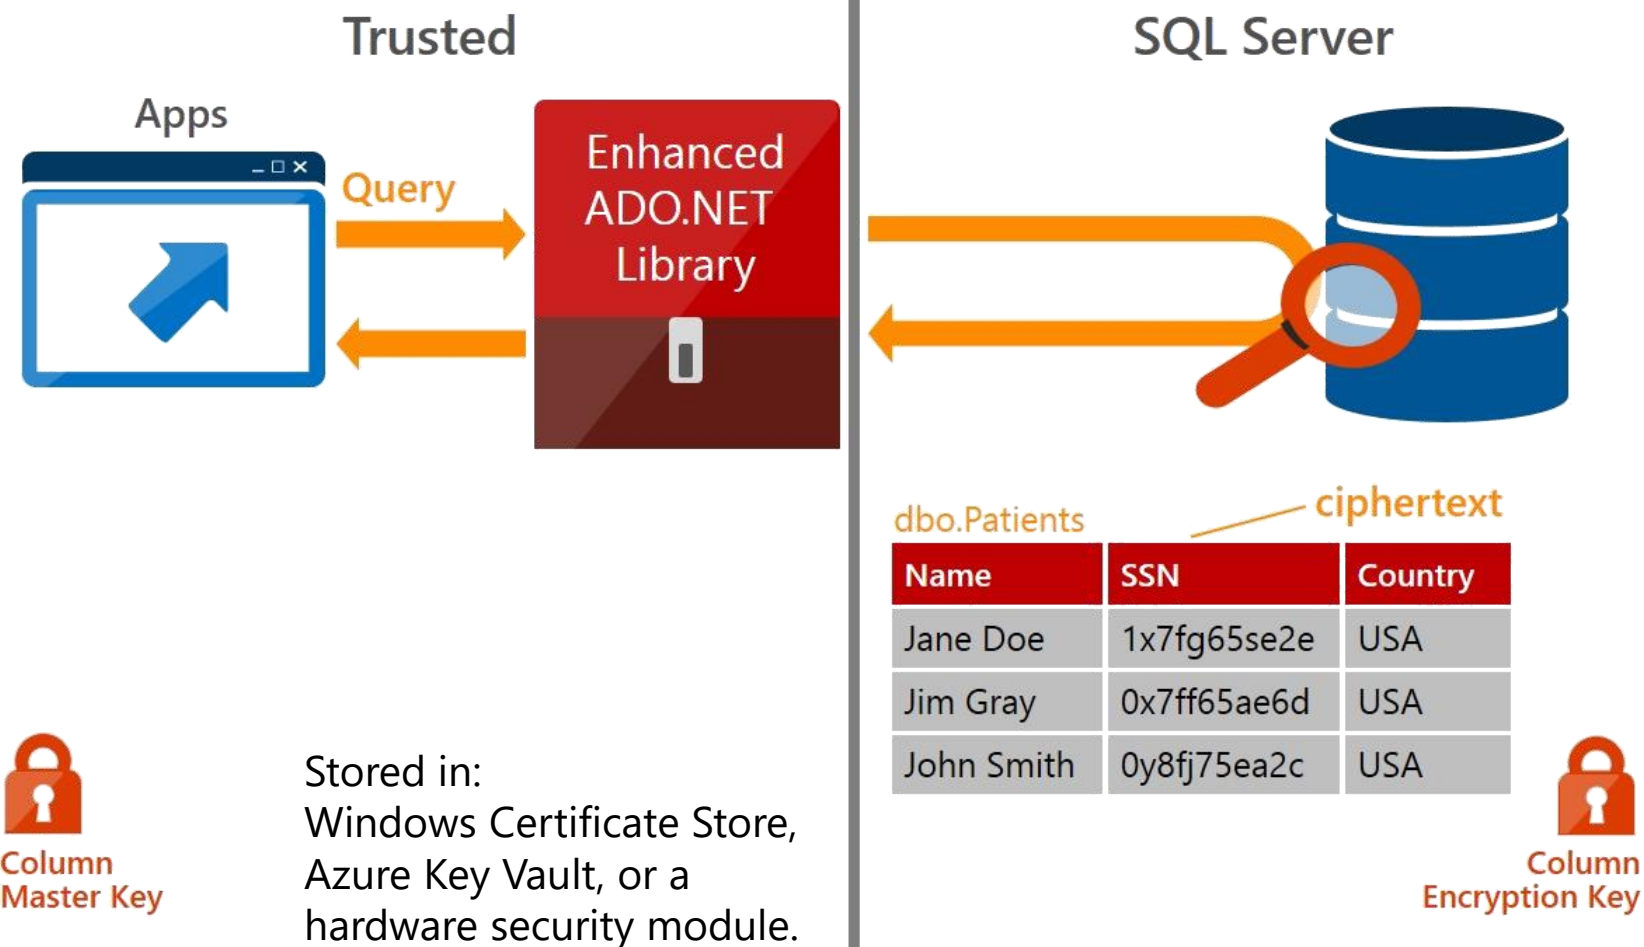 Trusted
SQL Server
Apps
Query
Enhanced
ADO.NET
Library
dbo.Patients
ciphertext
Name SSN Country
Jane Doe 1x7fg65se2e USA
Jim Gray 0x7ff65ae6d USA
John Smith 0y8fj75ea2c USA
Column
Master Key
Stored in:
Windows Certificate Store,
Azure Key Vault, or a
hardware security module.
Column
Encryption Key